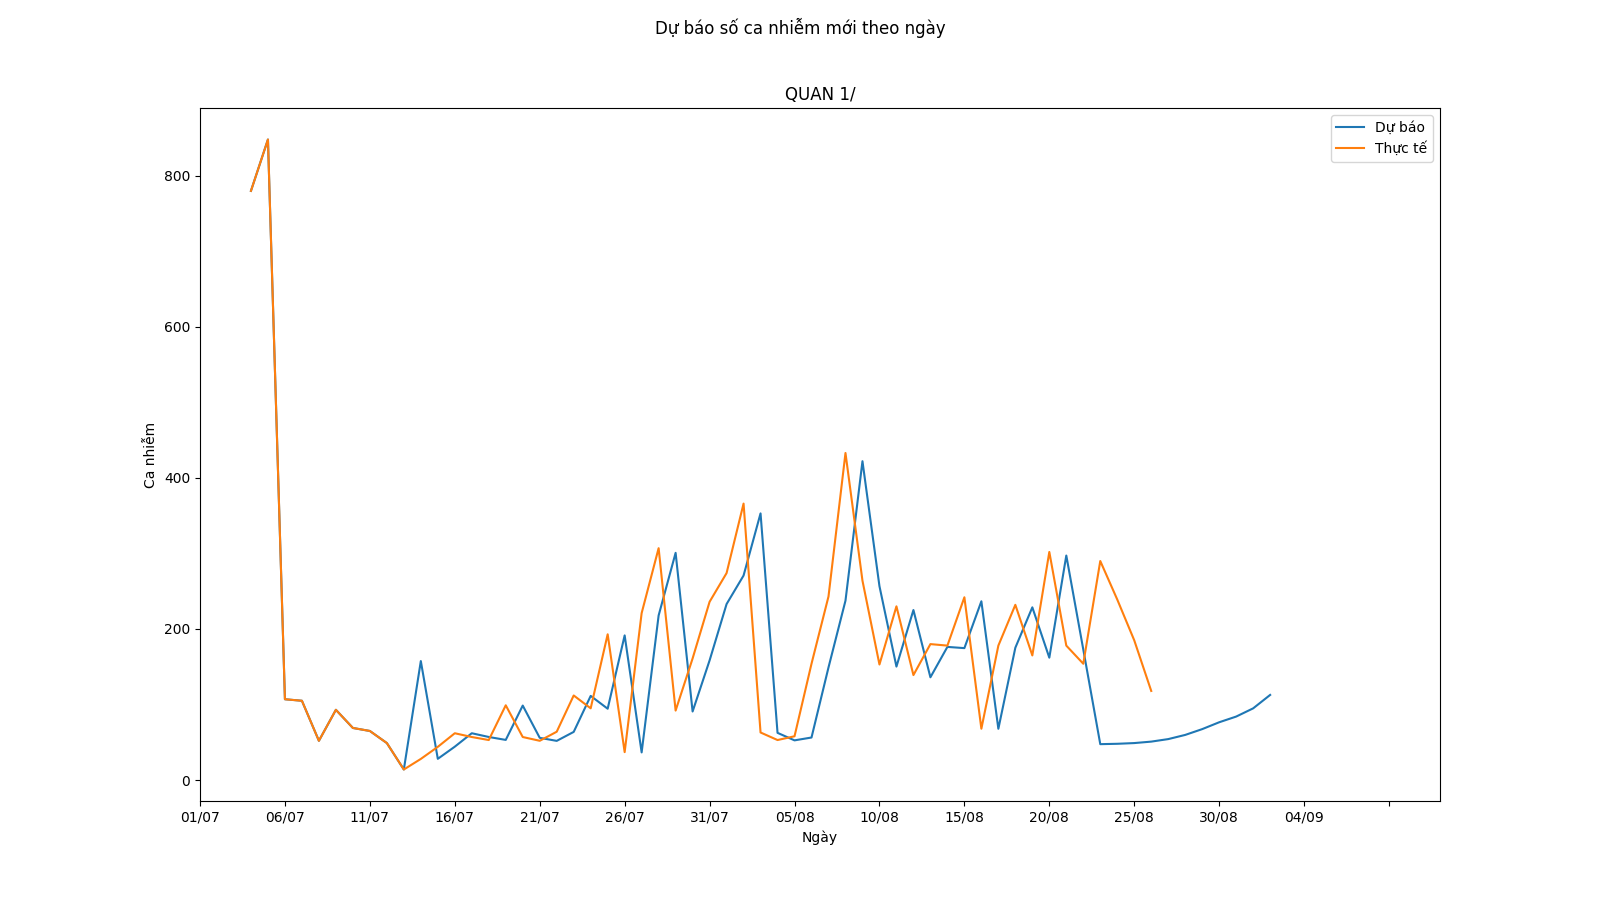 Dự báo số ca nhiễm mới theo ngày
QUAN 1/
Dự báo
Thực tế
800
600
400
200
0
Ca nhiễm
01/07 06/07 11/07 16/07 21/07 26/07 31/07 05/08 10/08 15/08 20/08 25/08 30/08 04/09
Ngày